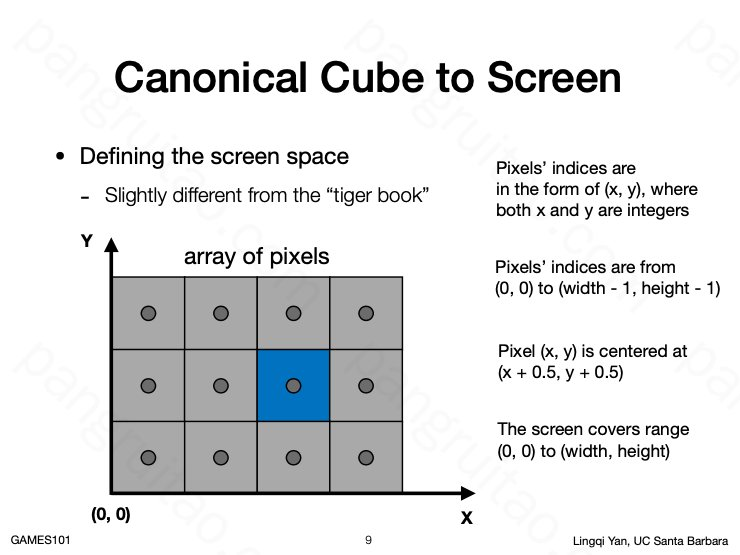 Canonical Cube to Screen
• Defining the screen space
- Slightly different from the “tiger book”
Pixels’ indices are
in the form of (x, y), where
both x and y are integers
Pixels’ indices are from
(0, 0) to (width - 1, height - 1)
Pixel (x, y) is centered at
(x + 0.5, y + 0.5)
The screen covers range
(0, 0) to (width, height)
Y
array of pixels
(0, 0)
X
GAMES101
9
Lingqi Yan, UC Santa Barbara
pangruitao.com